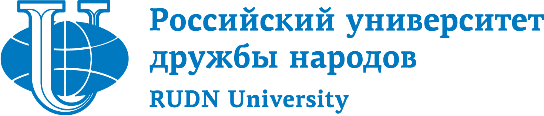 Российский университет
дружбы народов
RUDN University